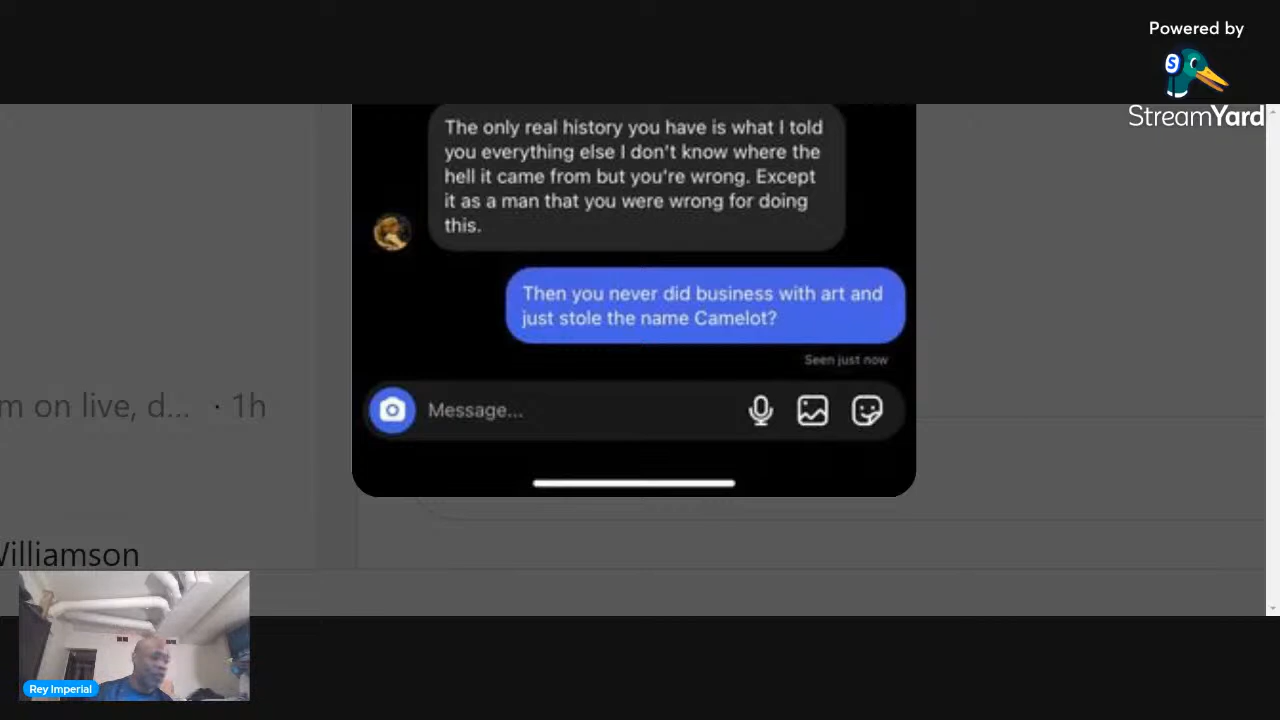 Powered by
S
StreamYard
The only real history you have is what I told
you everything else I don't know where the
hell it came from but you're wrong. Except
it as a man that you were wrong for doing
this.
Then you never did business with art and
just stole the name Camelot?
Seen just now
Message...
m on live, d... · 1h
Williamson
Rey Imperial